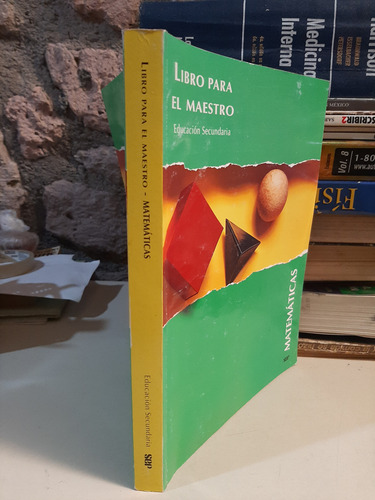 LIBRO PARA EL MAESTRO - MATEMÁTICAS
Educación Secundaria
SEP
LIBRO PARA
EL MAESTRO
Educación Secundaria
MATEMÁTICAS
SEP
Medicina
Interna
Vol. 8
1-80
Físi